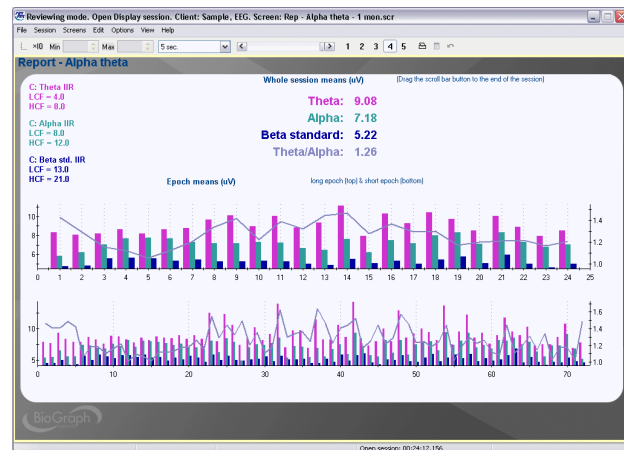 Reviewing mode. Open Display session. Client: Sample, EEG. Screen: Rep - Alpha theta - 1 mon.scr
File Session Screens Edit Options View Help
×10 Min Max 5 sec. 1 2 3 4 5
Report - Alpha theta
Whole session means (uV) (Drag the scroll bar button to the end of the session)
C: Theta IIR
LCF = 4.0
HCF = 8.0
C: Alpha IIR
LCF = 8.0
HCF = 12.0
C: Beta std. IIR
LCF = 13.0
HCF = 21.0
Theta: 9.08
Alpha: 7.18
Beta standard: 5.22
Theta/Alpha: 1.26
Epoch means (uV) long epoch (top) & short epoch (bottom)
10
8
6
1.4
1.2
1.0
0 1 2 3 4 5 6 7 8 9 10 11 12 13 14 15 16 17 18 19 20 21 22 23 24 25
10
5
1.6
1.4
1.2
1.0
0 10 20 30 40 50 60 70
BioGraph
Open session: 00:24:12.156